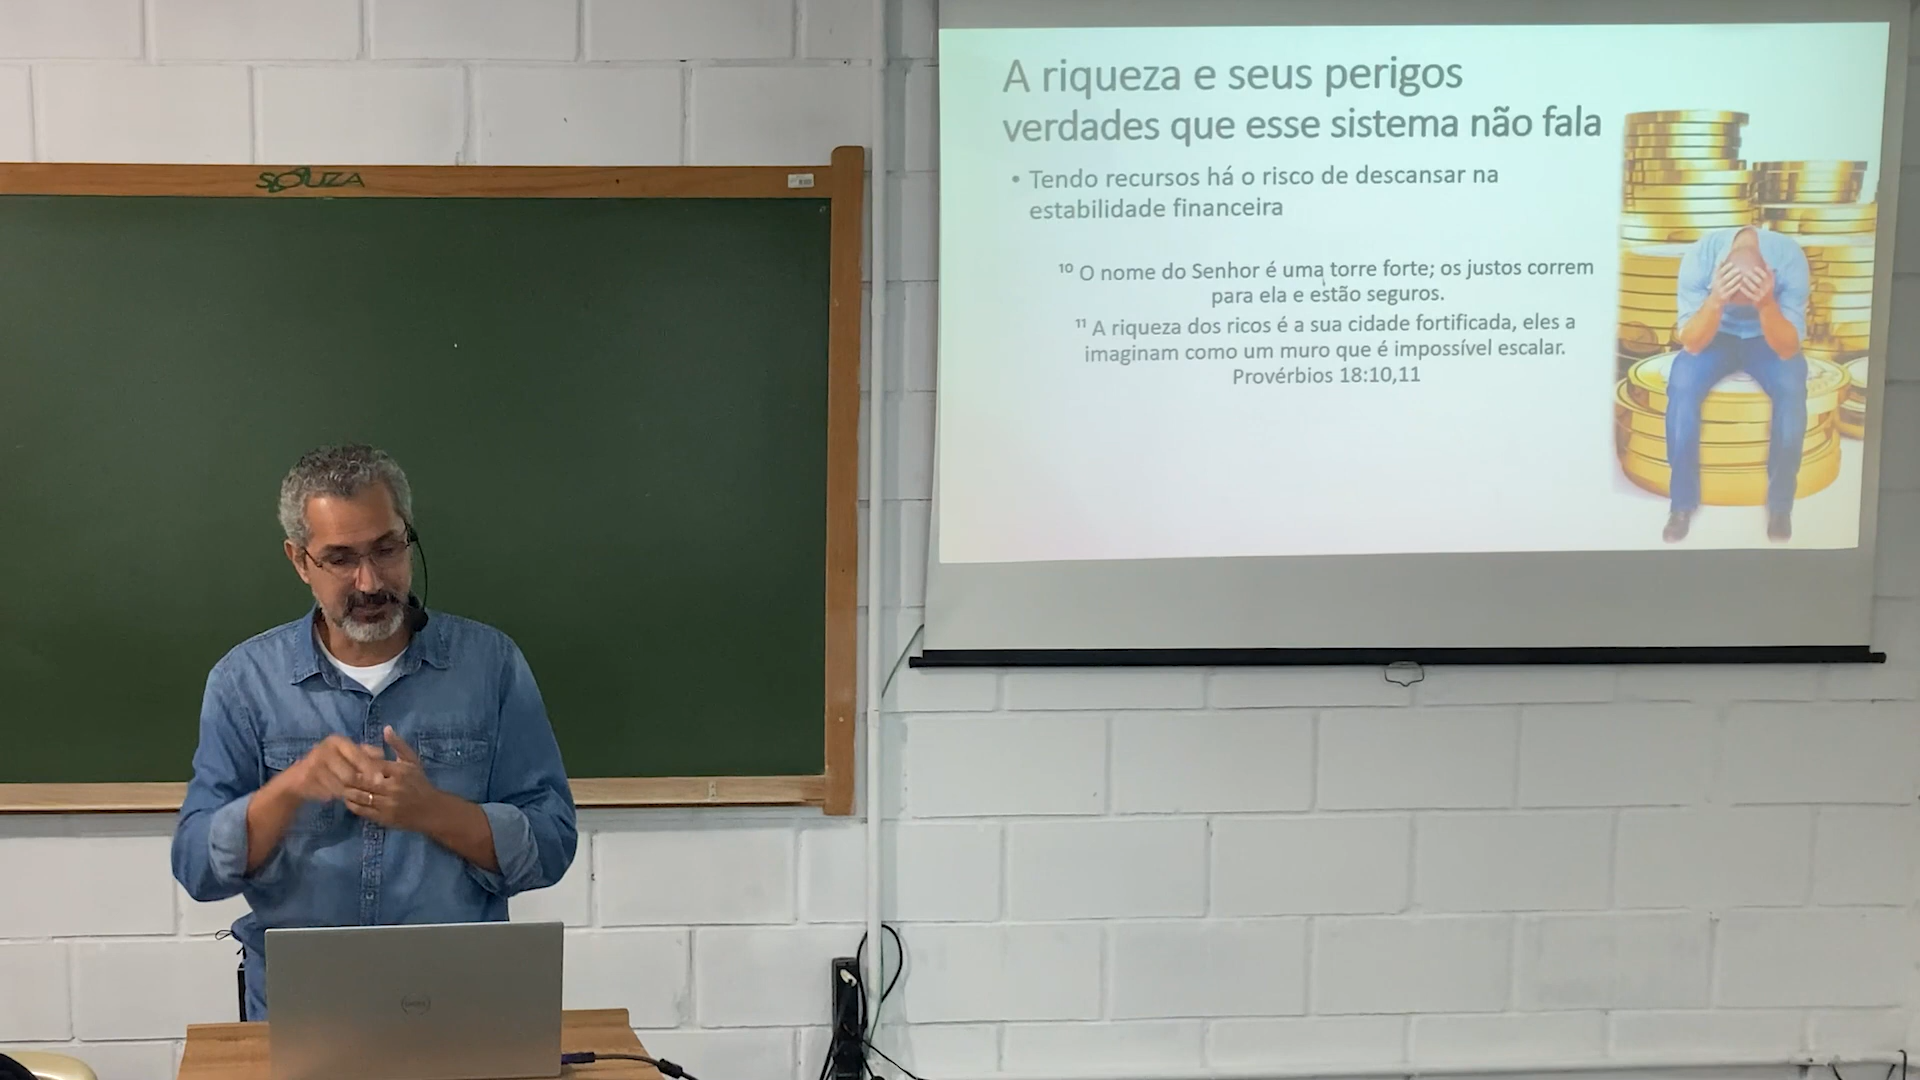 SOUZA
A riqueza e seus perigos
verdades que esse sistema não fala
• Tendo recursos há o risco de descansar na
estabilidade financeira
¹⁰ O nome do Senhor é uma torre forte; os justos correm
para ela e estão seguros.
¹¹ A riqueza dos ricos é a sua cidade fortificada, eles a
imaginam como um muro que é impossível escalar.
Provérbios 18:10,11